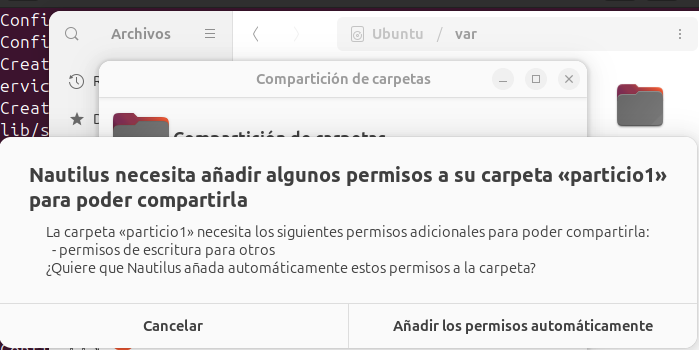 Confi
Confi
Creat
ervic
Creat
lib/s
Archivos
Ubuntu / var
R
D
Compartición de carpetas
Compartición de carpetas
Nautilus necesita añadir algunos permisos a su carpeta «particio1»
para poder compartirla
La carpeta «particio1» necesita los siguientes permisos adicionales para poder compartirla:
- permisos de escritura para otros
¿Quiere que Nautilus añada automáticamente estos permisos a la carpeta?
Cancelar
Añadir los permisos automáticamente